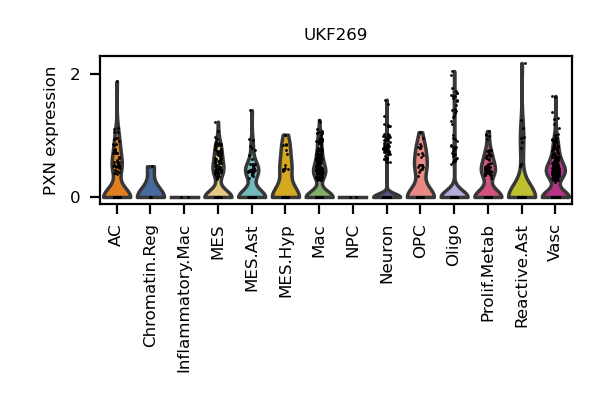 UKF269
PXN expression
2
0
AC
Chromatin.Reg
Inflammatory.Mac
MES
MES.Ast
MES.Hyp
Mac
NPC
Neuron
OPC
Oligo
Prolif.Metab
Reactive.Ast
Vasc